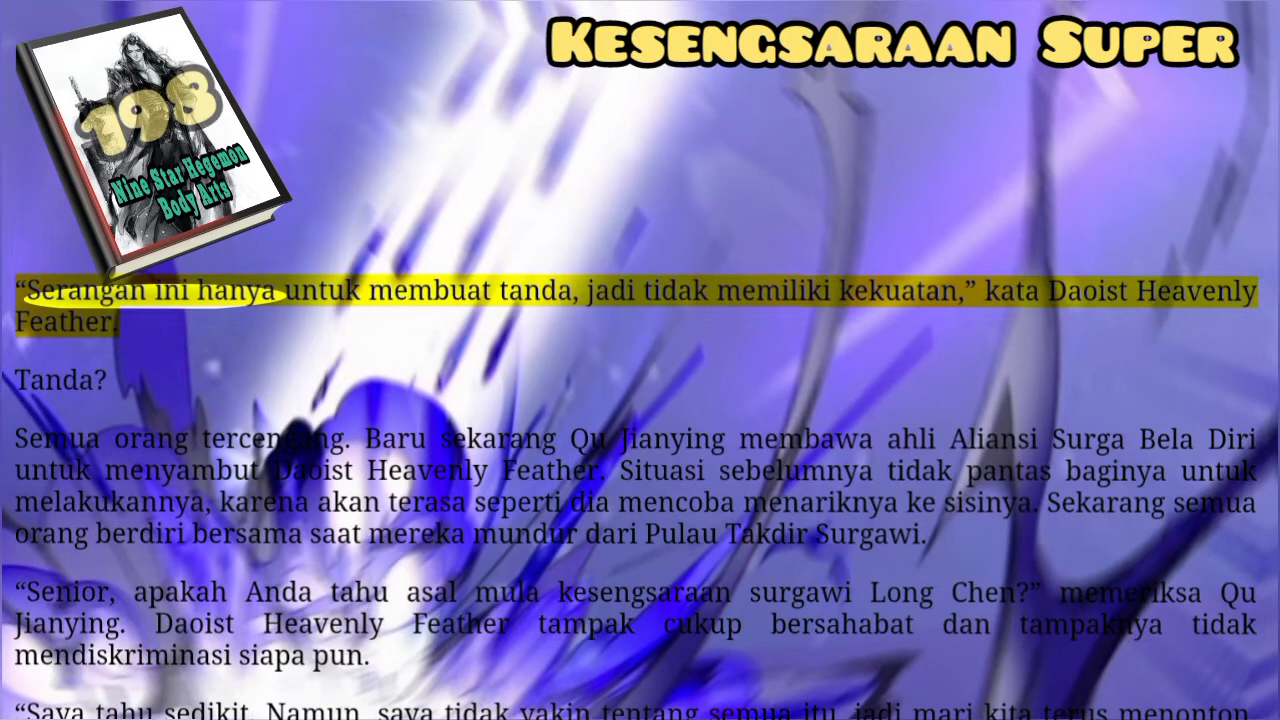 Kesengsaraan Super
198
Nine Star Hegemon
Body Arts
“Serangan ini hanya untuk membuat tanda, jadi tidak memiliki kekuatan,” kata Daoist Heavenly
Feather.
Tanda?
Semua orang tercengang. Baru sekarang Qu Jianying membawa ahli Aliansi Surga Bela Diri
untuk menyambut Daoist Heavenly Feather. Situasi sebelumnya tidak pantas baginya untuk
melakukannya, karena akan terasa seperti dia mencoba menariknya ke sisinya. Sekarang semua
orang berdiri bersama saat mereka mundur dari Pulau Takdir Surgawi.
“Senior, apakah Anda tahu asal mula kesengsaraan surgawi Long Chen?” memeriksa Qu
Jianying. Daoist Heavenly Feather tampak cukup bersahabat dan tampaknya tidak
mendiskriminasi siapa pun.
“Saya tahu sedikit. Namun, saya tidak yakin tentang semua itu, jadi mari kita terus menonton.